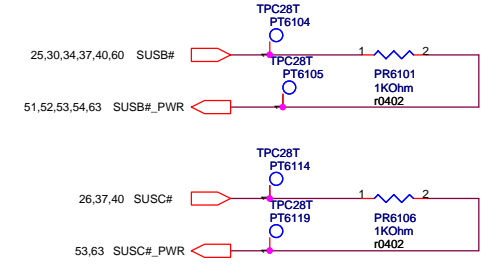 TPC28T
PT6104
25,30,34,37,40,60 SUSB#
1 2
TPC28T
PT6105
PR6101
1KOhm
r0402
51,52,53,54,63 SUSB#_PWR
TPC28T
PT6114
26,37,40 SUSC#
1 2
TPC28T
PT6119
PR6106
1KOhm
r0402
53,63 SUSC#_PWR